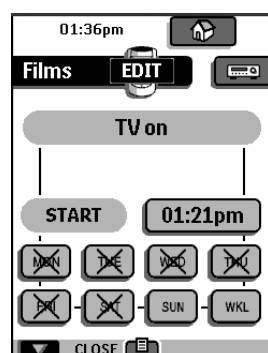 01:36pm
Films EDIT
TV on
START 01:21pm
MON TUE WED THU
FRI SAT SUN WKL
CLOSE